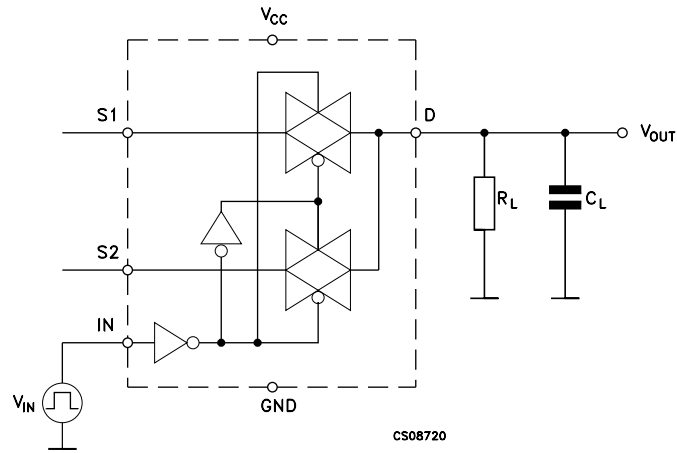 VCC
S1
D
VOUT
RL
CL
S2
IN
VIN
GND
CS08720